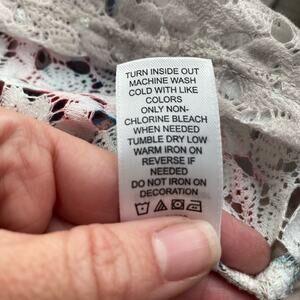 TURN INSIDE OUT
MACHINE WASH
COLD WITH LIKE
COLORS
ONLY NON-
CHLORINE BLEACH
WHEN NEEDED
TUMBLE DRY LOW
WARM IRON ON
REVERSE IF
NEEDED
DO NOT IRON ON
DECORATION